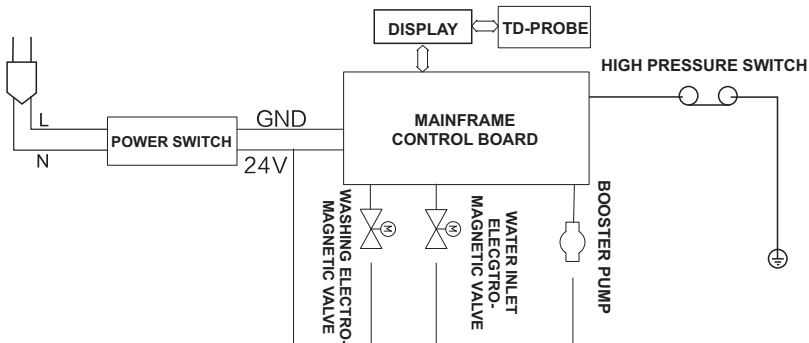 DISPLAY
TD-PROBE
HIGH PRESSURE SWITCH
MAINFRAME
CONTROL BOARD
L
N
POWER SWITCH
GND
24V
WASHING ELECTRO-
MAGNETIC VALVE
M
WATER INLET
ELECGTRO-
MAGNETIC VALVE
M
BOOSTER PUMP